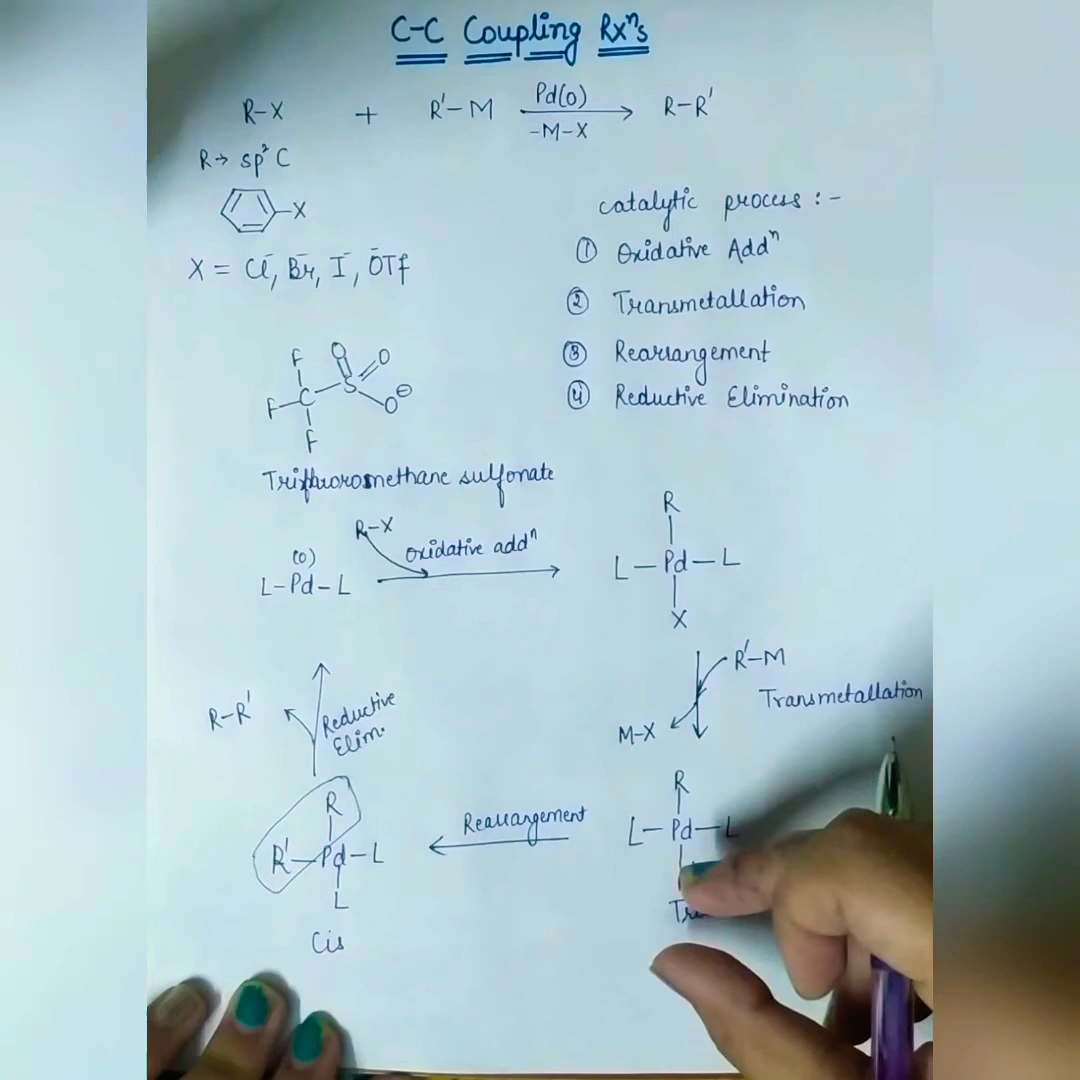 C-C Coupling Rxⁿs
R-X + R'-M Pd(0) -M-X R-R'
R→ sp² C
-X
X = Cl⁻, Br⁻, I⁻, ŌTf
catalytic process :-
① Oxidative Addⁿ
② Transmetallation
③ Rearrangement
④ Reductive Elimination
F O O
F-C-S
F O⊖
Trifluoromethane sulfonate
R-X
(0)
L-Pd-L
oxidative addⁿ
R
L-Pd-L
X
R'-M
Transmetallation
M-X
R
L-Pd-L
Rearrangement
R
R'-Pd-L
L
Cis
Reductive
Elim.
R-R'